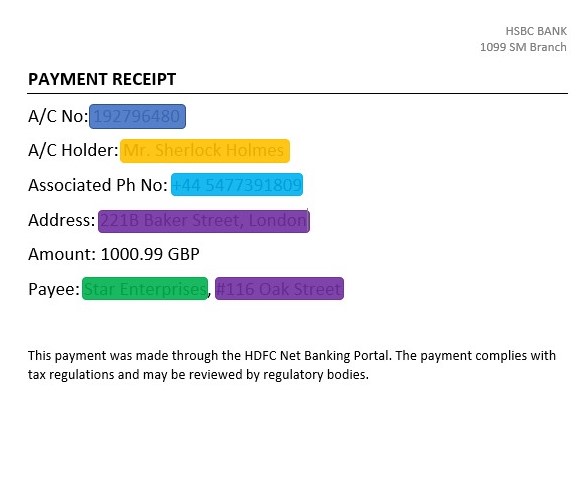 HSBC BANK
1099 SM Branch
PAYMENT RECEIPT
A/C No: 192796480
A/C Holder: Mr. Sherlock Holmes
Associated Ph No: +44 5477391809
Address: 221B Baker Street, London
Amount: 1000.99 GBP
Payee: Star Enterprises, #116 Oak Street
This payment was made through the HDFC Net Banking Portal. The payment complies with
tax regulations and may be reviewed by regulatory bodies.